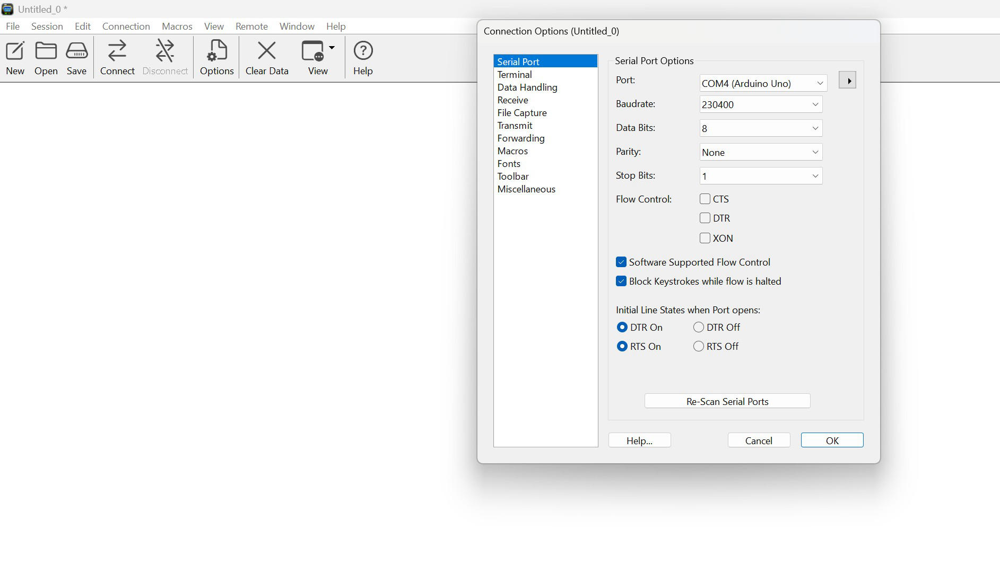 Untitled_0 *
File Session Edit Connection Macros View Remote Window Help
New Open Save Connect Disconnect Options Clear Data View Help
Connection Options (Untitled_0)
Serial Port
Terminal
Data Handling
Receive
File Capture
Transmit
Forwarding
Macros
Fonts
Toolbar
Miscellaneous
Serial Port Options
Port: COM4 (Arduino Uno)
Baudrate: 230400
Data Bits: 8
Parity: None
Stop Bits: 1
Flow Control: CTS
DTR
XON
Software Supported Flow Control
Block Keystrokes while flow is halted
Initial Line States when Port opens:
DTR On DTR Off
RTS On RTS Off
Re-Scan Serial Ports
Help... Cancel OK